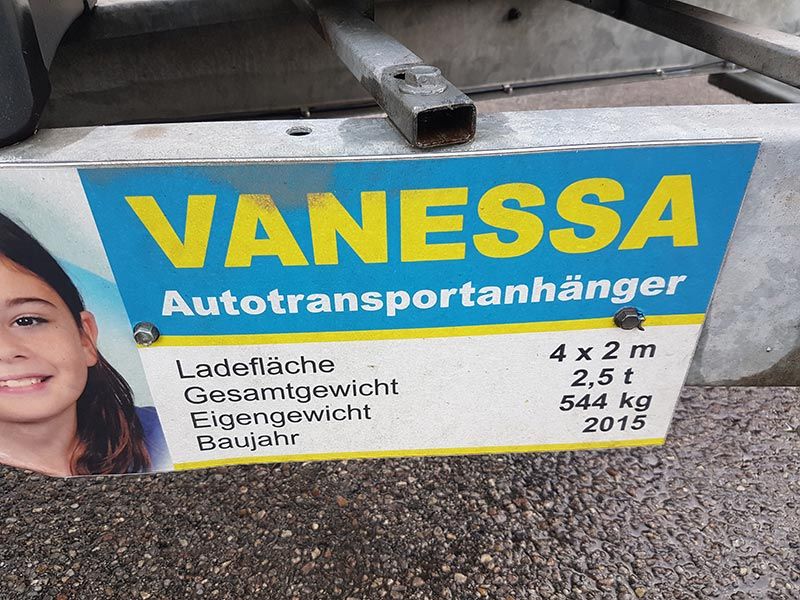 VANESSA
Autotransportanhänger
Ladefläche 4 x 2 m
Gesamtgewicht 2,5 t
Eigengewicht 544 kg
Baujahr 2015